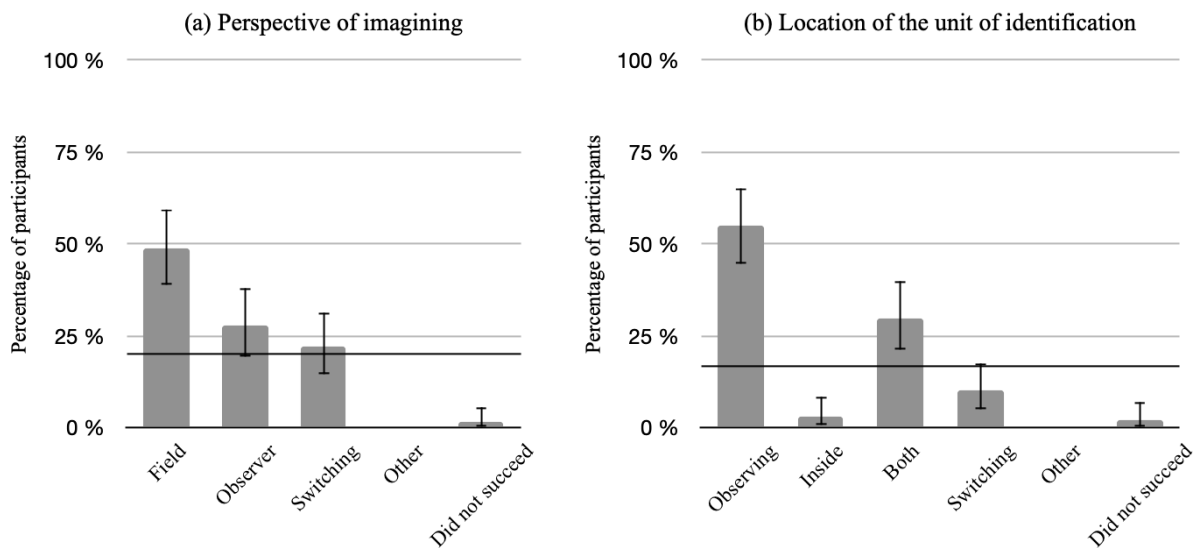 (a) Perspective of imagining
Percentage of participants
100 %
75 %
50 %
25 %
0 %
Field
Observer
Switching
Other
Did not succeed
(b) Location of the unit of identification
Percentage of participants
100 %
75 %
50 %
25 %
0 %
Observing
Inside
Both
Switching
Other
Did not succeed